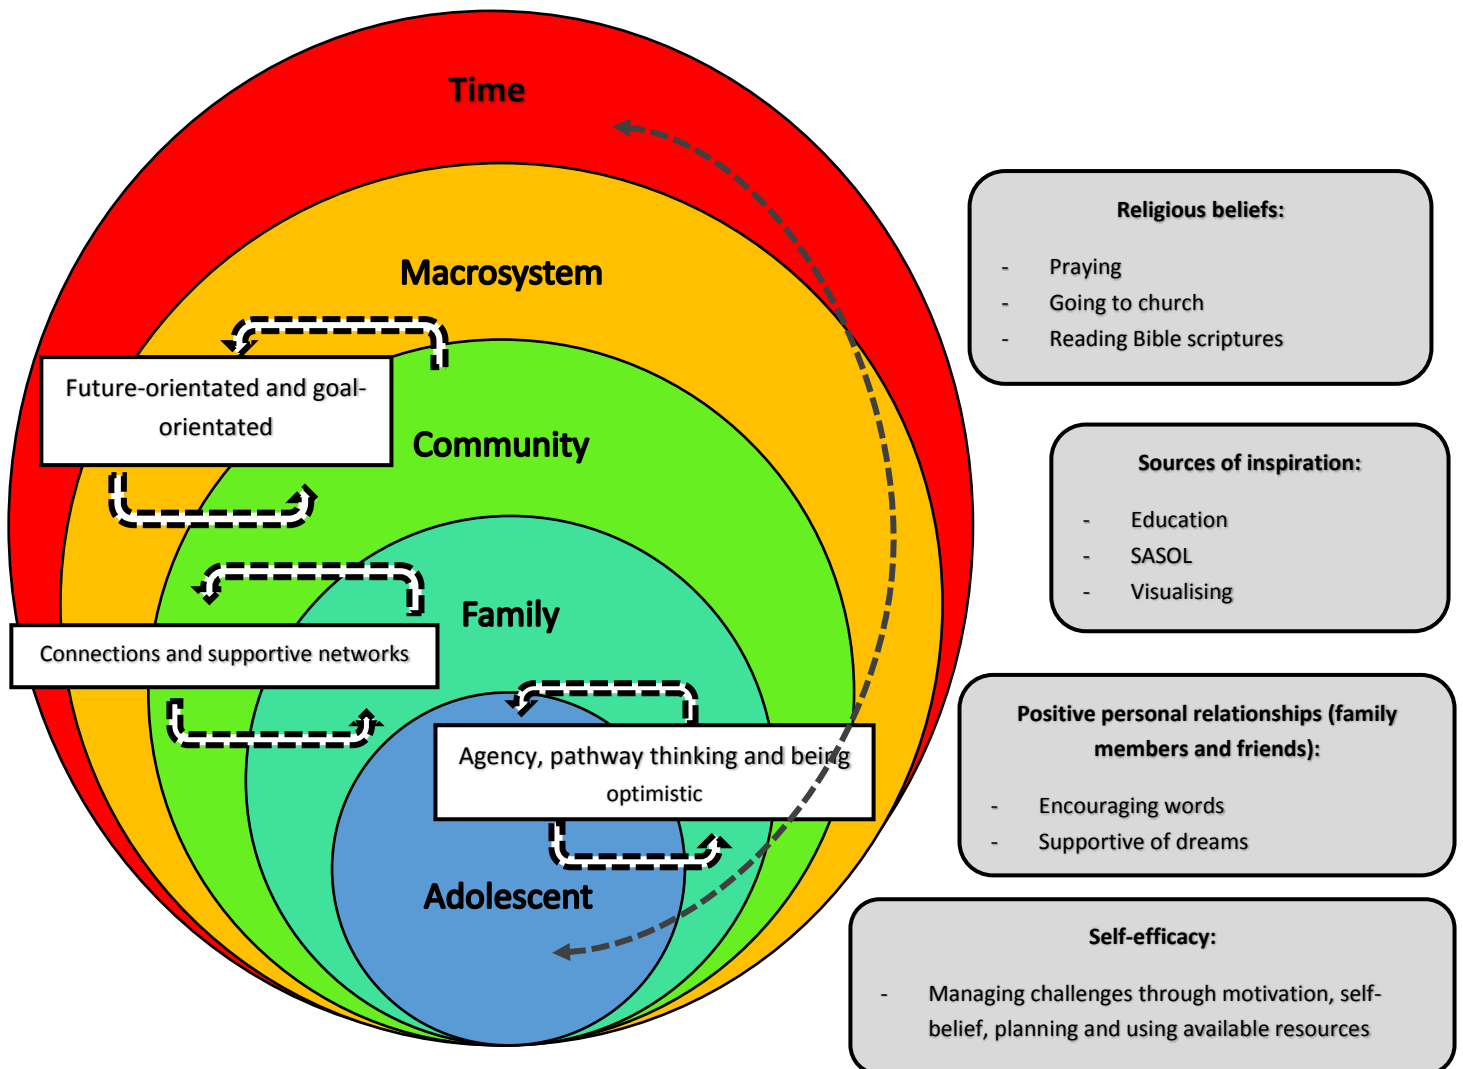 Time
Macrosystem
Future-orientated and goal-
orientated
Community
Family
Connections and supportive networks
Agency, pathway thinking and being
optimistic
Adolescent
Religious beliefs:
- Praying
- Going to church
- Reading Bible scriptures
Sources of inspiration:
- Education
- SASOL
- Visualising
Positive personal relationships (family
members and friends):
- Encouraging words
- Supportive of dreams
Self-efficacy:
- Managing challenges through motivation, self-
belief, planning and using available resources